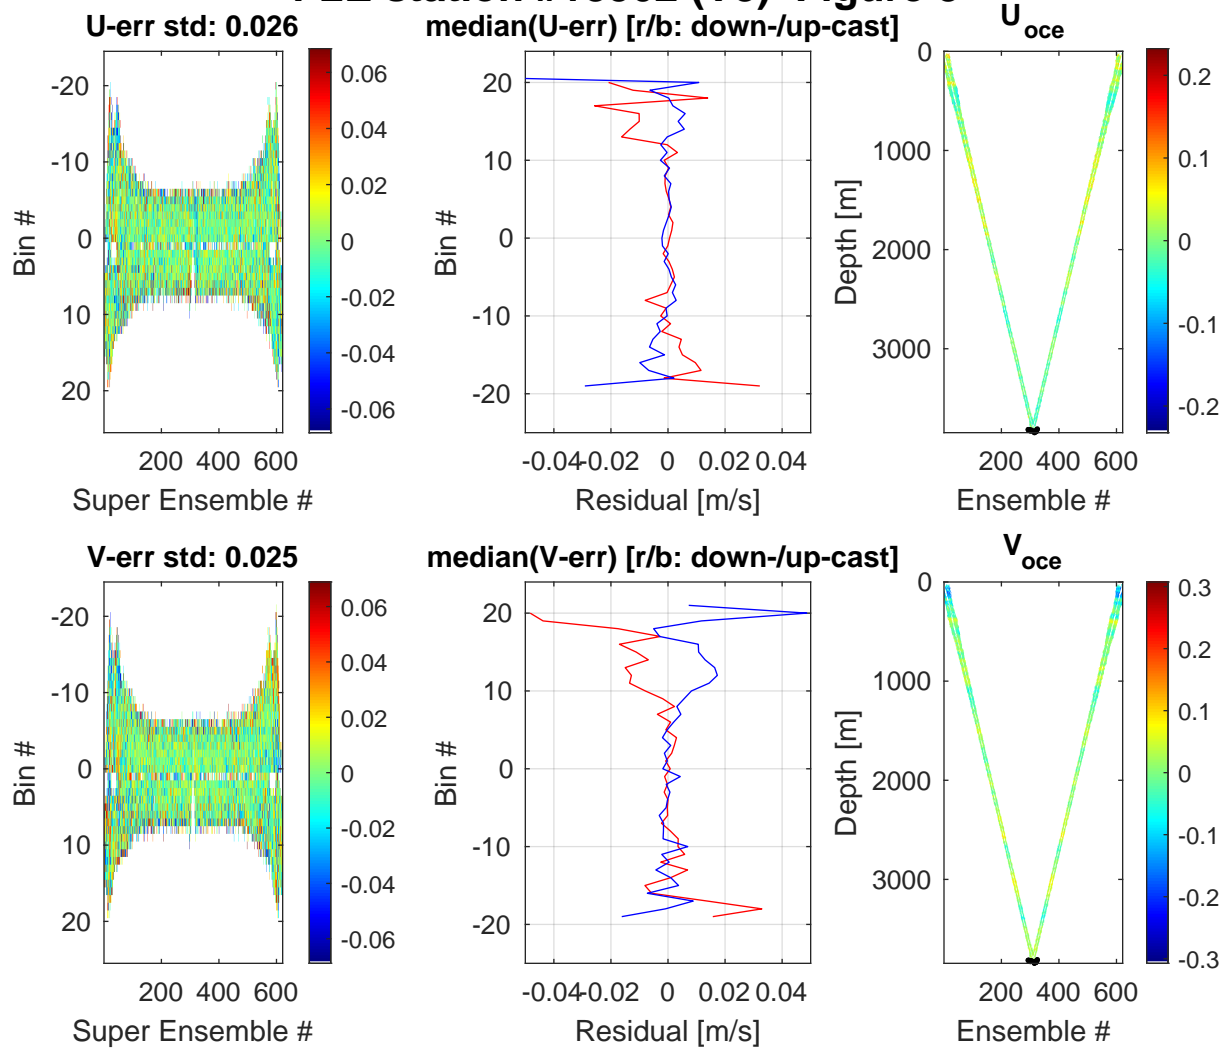 U-err std: 0.026
median(U-err) [r/b: down-/up-cast]
U oce
-20
-10
0
10
20
Bin #
200 400 600
Super Ensemble #
0.06
0.04
0.02
0
-0.02
-0.04
-0.06
20
10
0
-10
-20
Bin #
-0.04 -0.02 0 0.02 0.04
Residual [m/s]
0
1000
2000
3000
Depth [m]
200 400 600
Ensemble #
0.2
0.1
0
-0.1
-0.2
V-err std: 0.025
median(V-err) [r/b: down-/up-cast]
V oce
-20
-10
0
10
20
Bin #
200 400 600
Super Ensemble #
0.06
0.04
0.02
0
-0.02
-0.04
-0.06
20
10
0
-10
-20
Bin #
-0.04 -0.02 0 0.02 0.04
Residual [m/s]
0
1000
2000
3000
Depth [m]
200 400 600
Ensemble #
0.3
0.2
0.1
0
-0.1
-0.2
-0.3